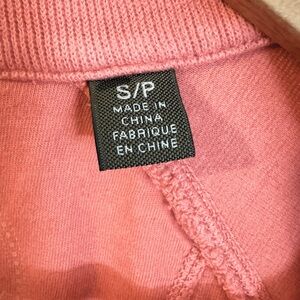 S/P
MADE IN
CHINA
FABRIQUE
EN CHINE